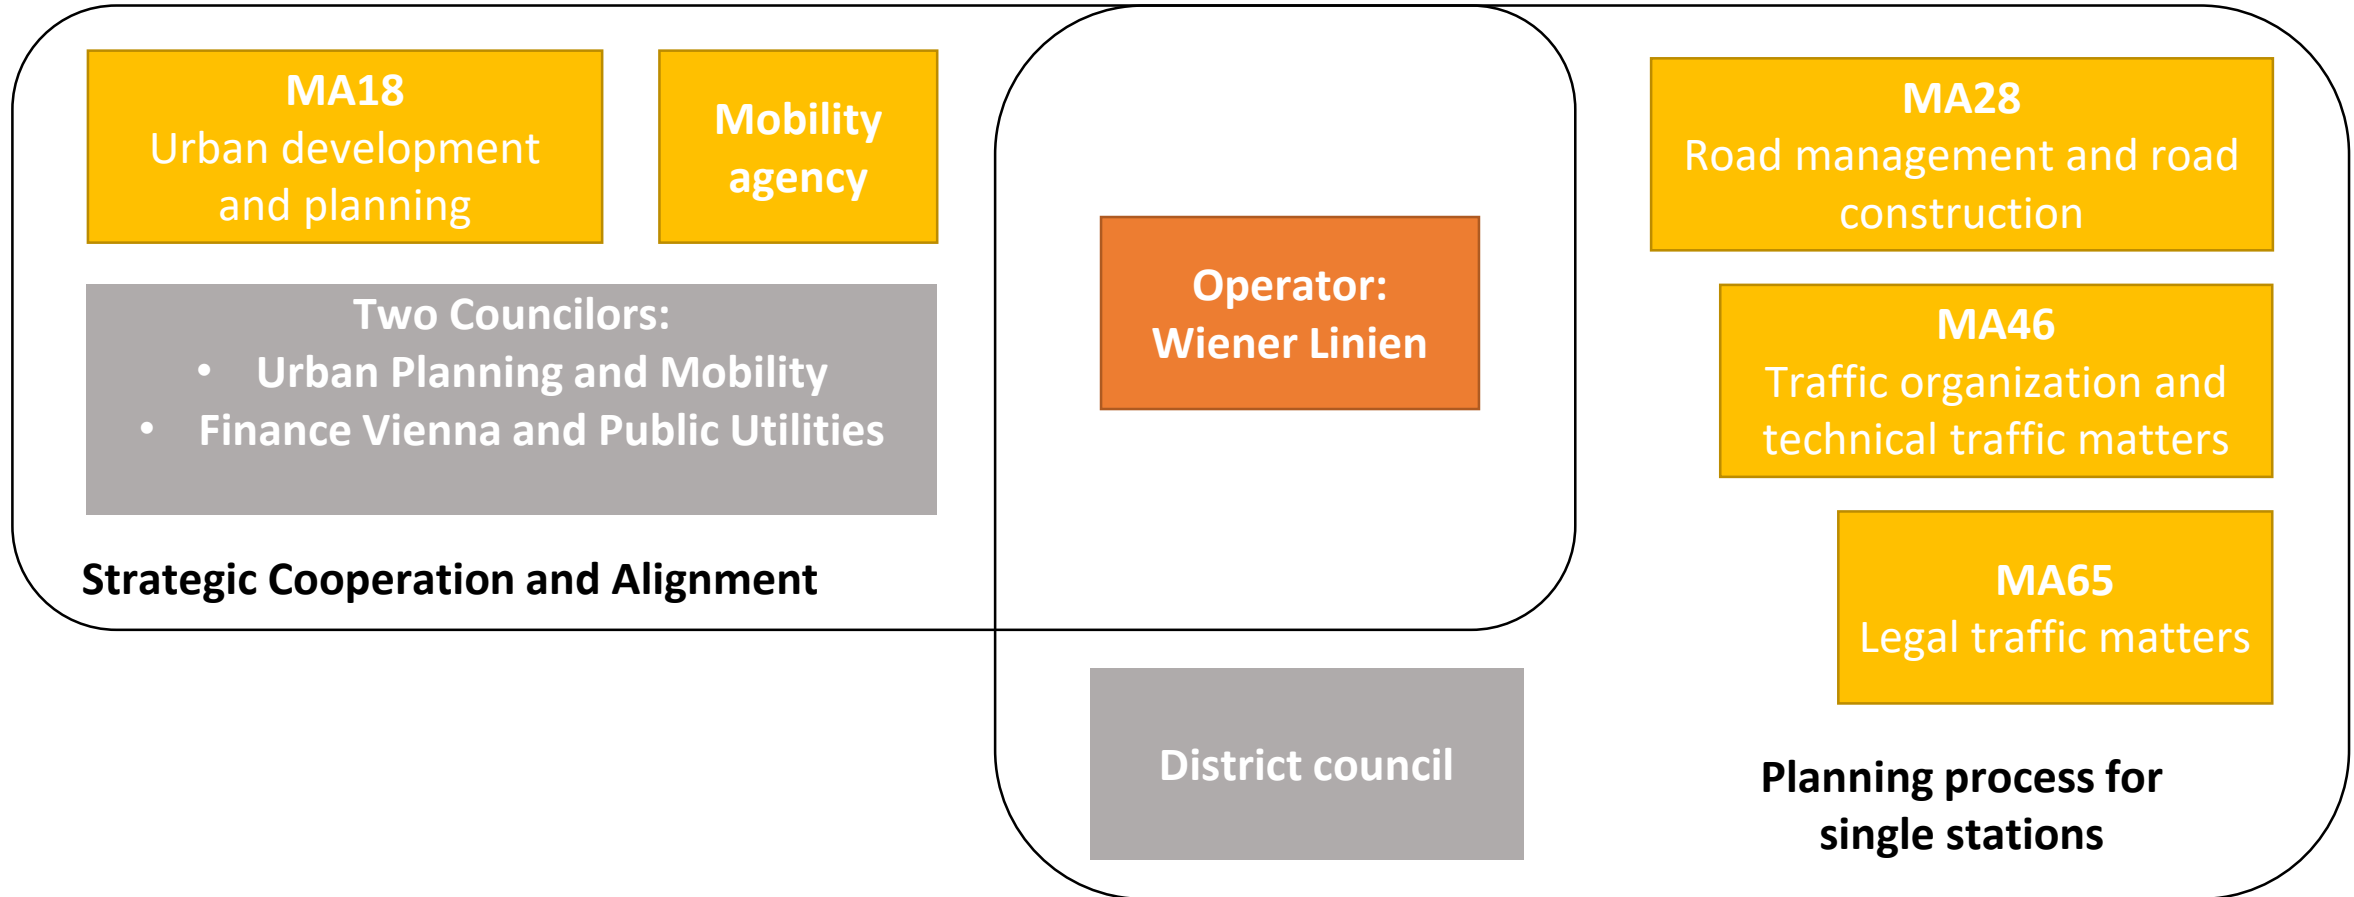 MA18
Urban development
and planning
Mobility
agency
Two Councilors:
• Urban Planning and Mobility
• Finance Vienna and Public Utilities
Strategic Cooperation and Alignment
Operator:
Wiener Linien
District council
MA28
Road management and road
construction
MA46
Traffic organization and
technical traffic matters
MA65
Legal traffic matters
Planning process for
single stations